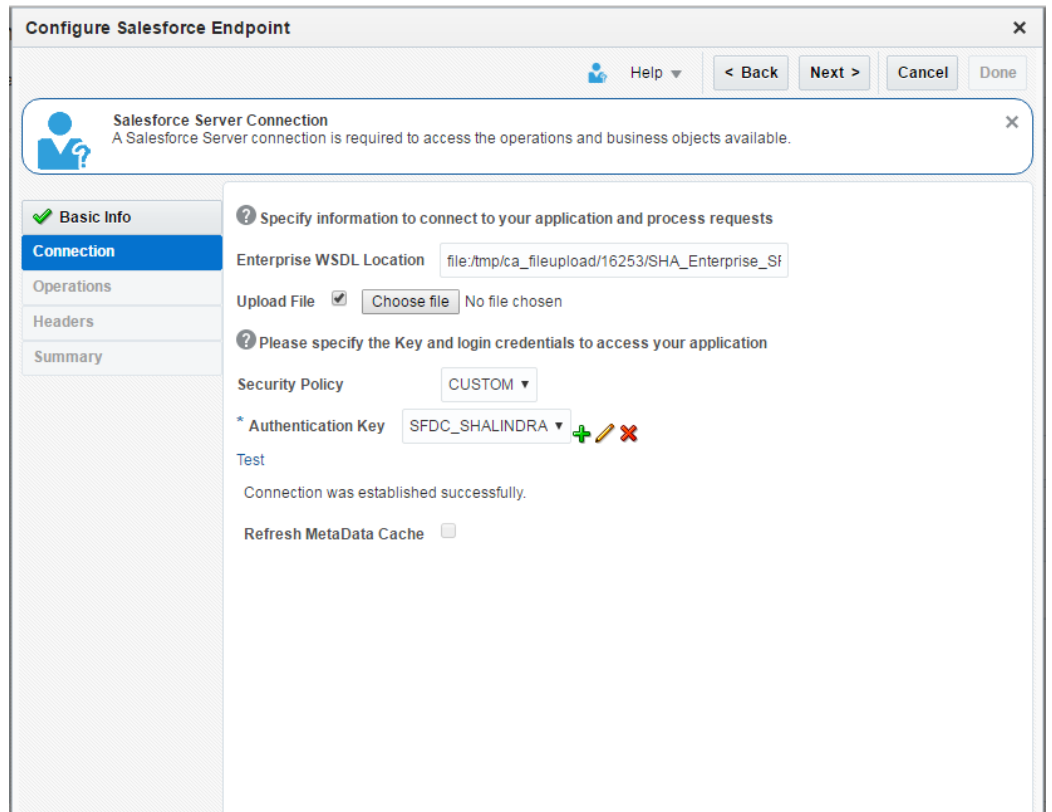 Configure Salesforce Endpoint
Help
< Back
Next >
Cancel
Done
Salesforce Server Connection
A Salesforce Server connection is required to access the operations and business objects available.
Basic Info
Connection
Operations
Headers
Summary
Specify information to connect to your application and process requests
Enterprise WSDL Location file:/tmp/ca_fileupload/16253/SHA_Enterprise_SF
Upload File Choose file No file chosen
Please specify the Key and login credentials to access your application
Security Policy CUSTOM
* Authentication Key SFDC_SHALINDRA
Test
Connection was established successfully.
Refresh MetaData Cache